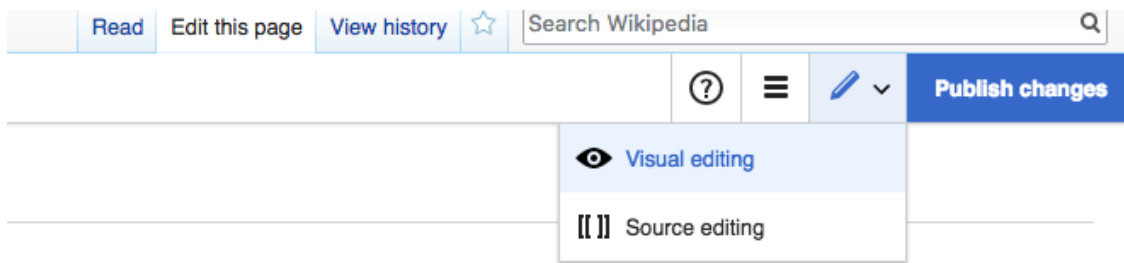 Read Edit this page View history Search Wikipedia
Publish changes
Visual editing
[[ ]] Source editing